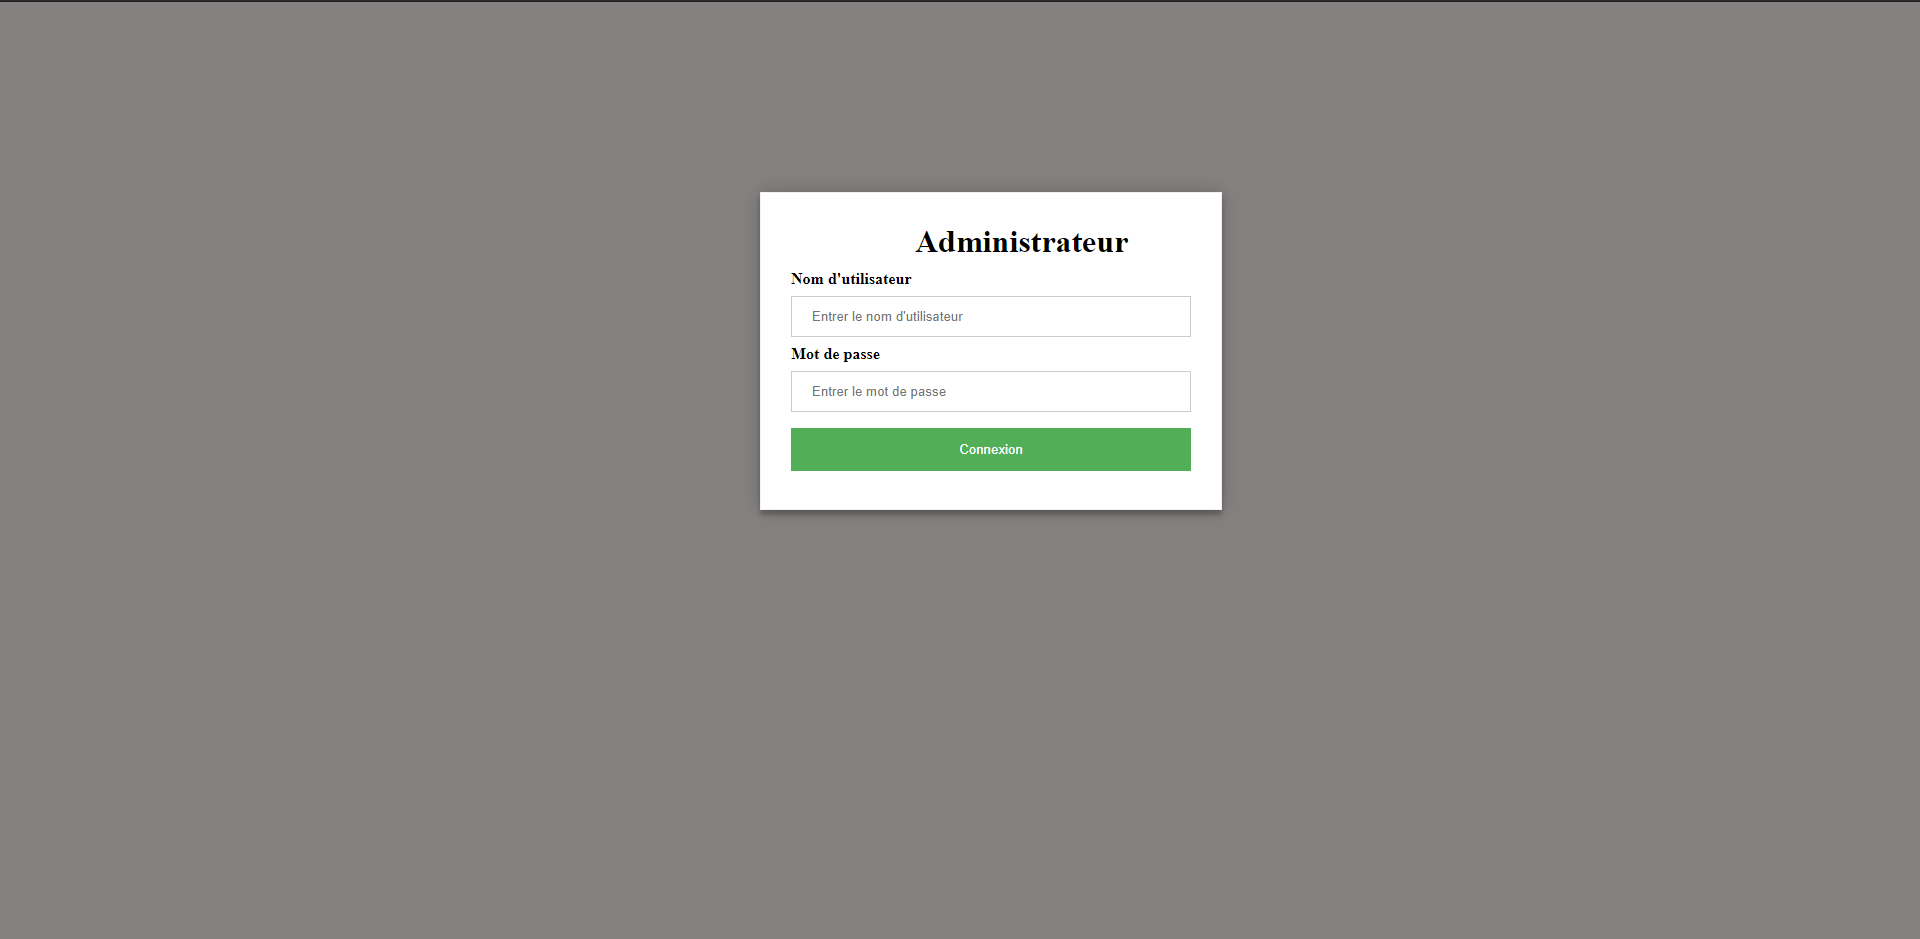 Administrateur
Nom d'utilisateur
Entrer le nom d'utilisateur
Mot de passe
Entrer le mot de passe
Connexion